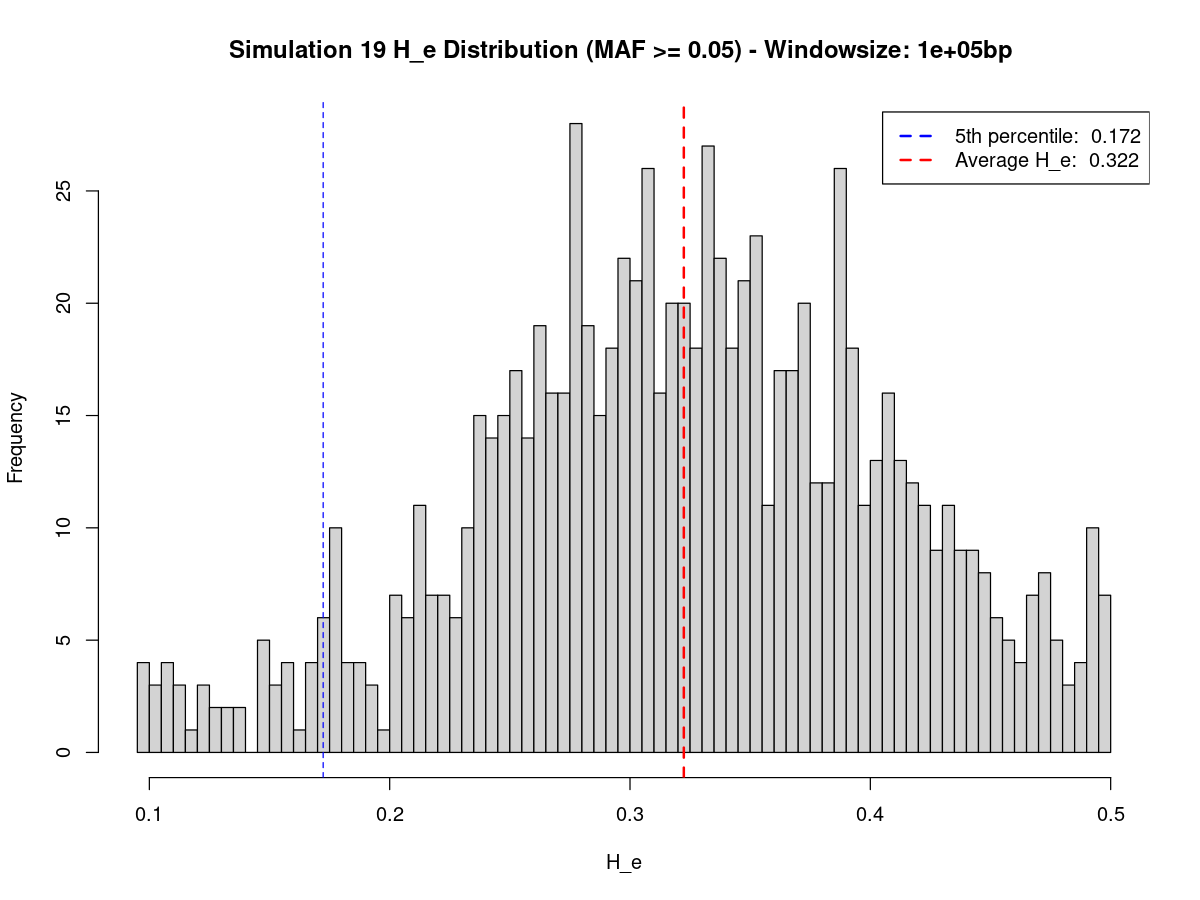 Simulation 19 H_e Distribution (MAF >= 0.05) - Windowsize: 1e+05bp
5th percentile:  0.172
Average H_e:  0.322
Frequency
25
20
15
10
5
0
0.1 0.2 0.3 0.4 0.5
H_e